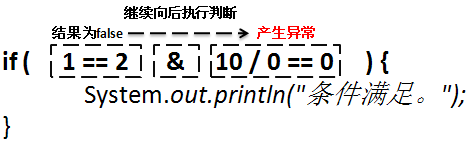 继续向后执行判断
结果为false 产生异常
if ( 1 == 2 & 10 / 0 == 0 ) {
System.out.println("条件满足。");
}